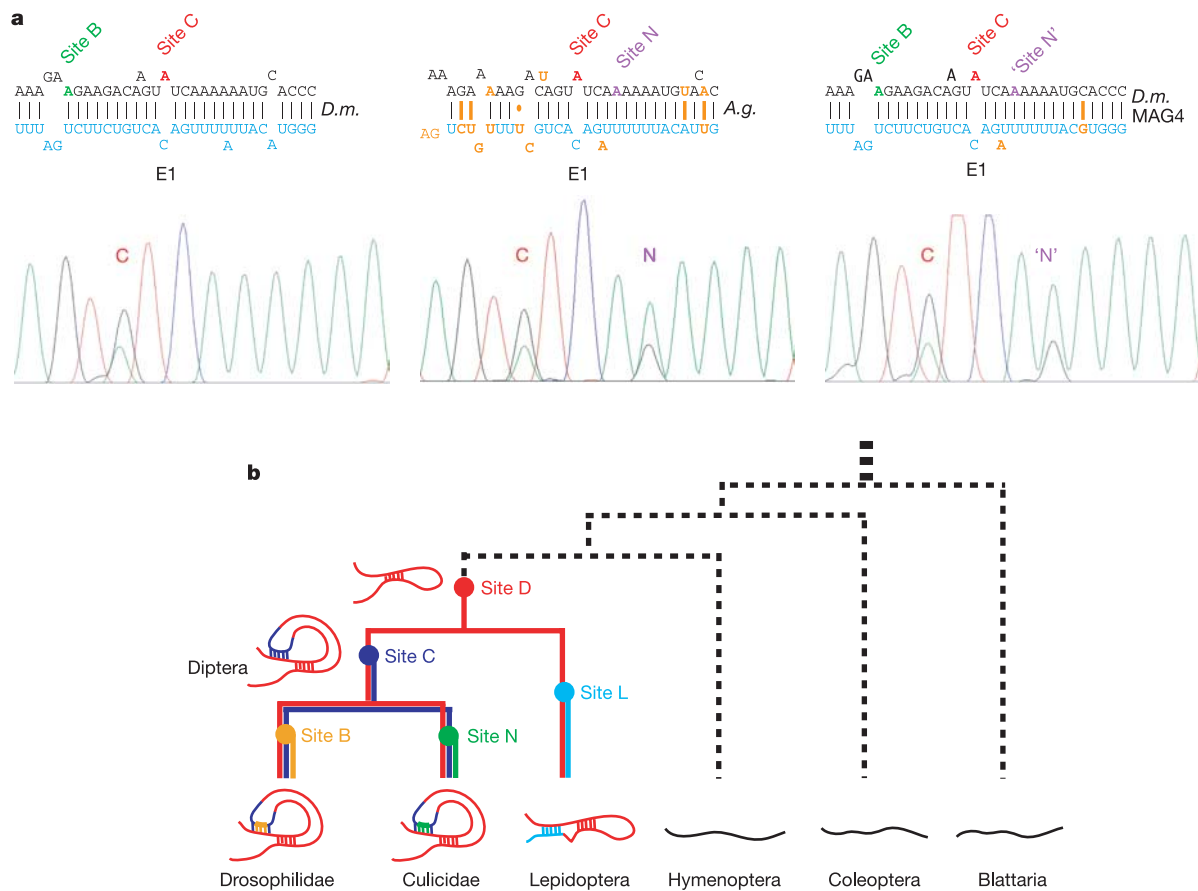 a
Site B Site C
GA A A C
AAA AGAAGACAGU UCAAAAAAUG ACCC
D.m.
UUU UCUUCUGUCA AGUUUUUUAC UGGG
AG C A A
E1
C
Site C Site N
AA A A U A C
AGA AAAG CAGU UCAAAAAAUGUAAC
A.g.
AG UCU UUUU GUCA AGUUUUUUACAUUG
G C C A
E1
C N
Site B Site C 'Site N'
GA A A
AAA AGAAGACAGU UCAAAAAAUGCACCC
D.m.
MAG4
UUU UCUUCUGUCA AGUUUUUUACGUGGG
AG C A
E1
C 'N'
b
Site D
Diptera
Site C
Site L
Site B
Site N
Drosophilidae Culicidae Lepidoptera Hymenoptera Coleoptera Blattaria